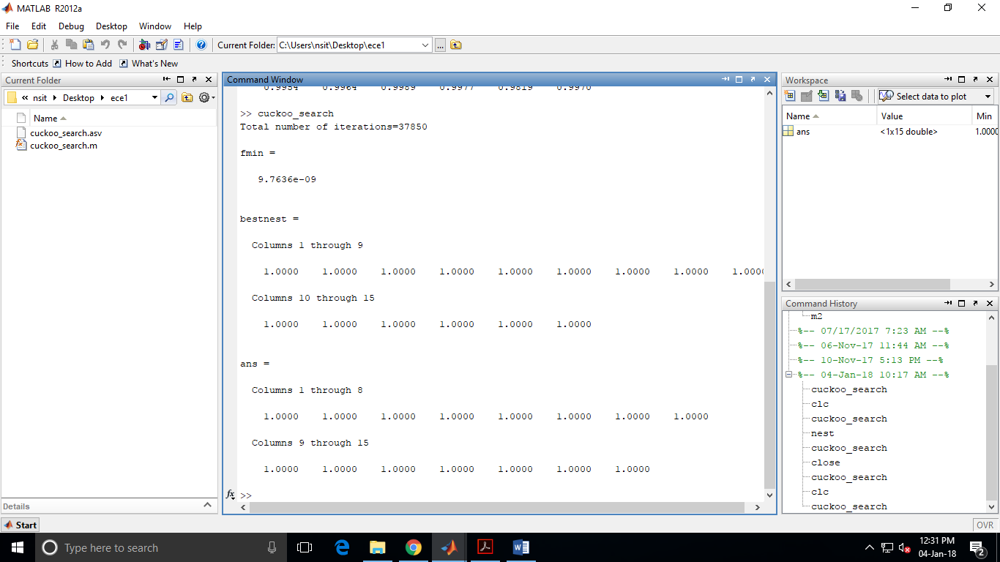 MATLAB R2012a
File Edit Debug Desktop Window Help
Current Folder: C:\Users\nsit\Desktop\ece1 ...
Shortcuts How to Add What's New
Current Folder
« nsit Desktop ece1
Name
cuckoo_search.asv
cuckoo_search.m
Details
Command Window
0.9954 0.9964 0.9989 0.9977 0.9819 0.9970
>> cuckoo_search
Total number of iterations=37850
fmin =
9.7636e-09
bestnest =
Columns 1 through 9
1.0000 1.0000 1.0000 1.0000 1.0000 1.0000 1.0000 1.0000 1.0000
Columns 10 through 15
1.0000 1.0000 1.0000 1.0000 1.0000 1.0000
ans =
Columns 1 through 8
1.0000 1.0000 1.0000 1.0000 1.0000 1.0000 1.0000 1.0000
Columns 9 through 15
1.0000 1.0000 1.0000 1.0000 1.0000 1.0000 1.0000
fx >>
Workspace
Select data to plot
Name Value Min
ans <1x15 double> 1.0000
Command History
m2
%-- 07/17/2017 7:23 AM --%
%-- 06-Nov-17 11:44 AM --%
%-- 10-Nov-17 5:13 PM --%
%-- 04-Jan-18 10:17 AM --%
cuckoo_search
clc
cuckoo_search
nest
cuckoo_search
close
cuckoo_search
clc
cuckoo_search
Start
OVR
Type here to search
12:31 PM
04-Jan-18
2